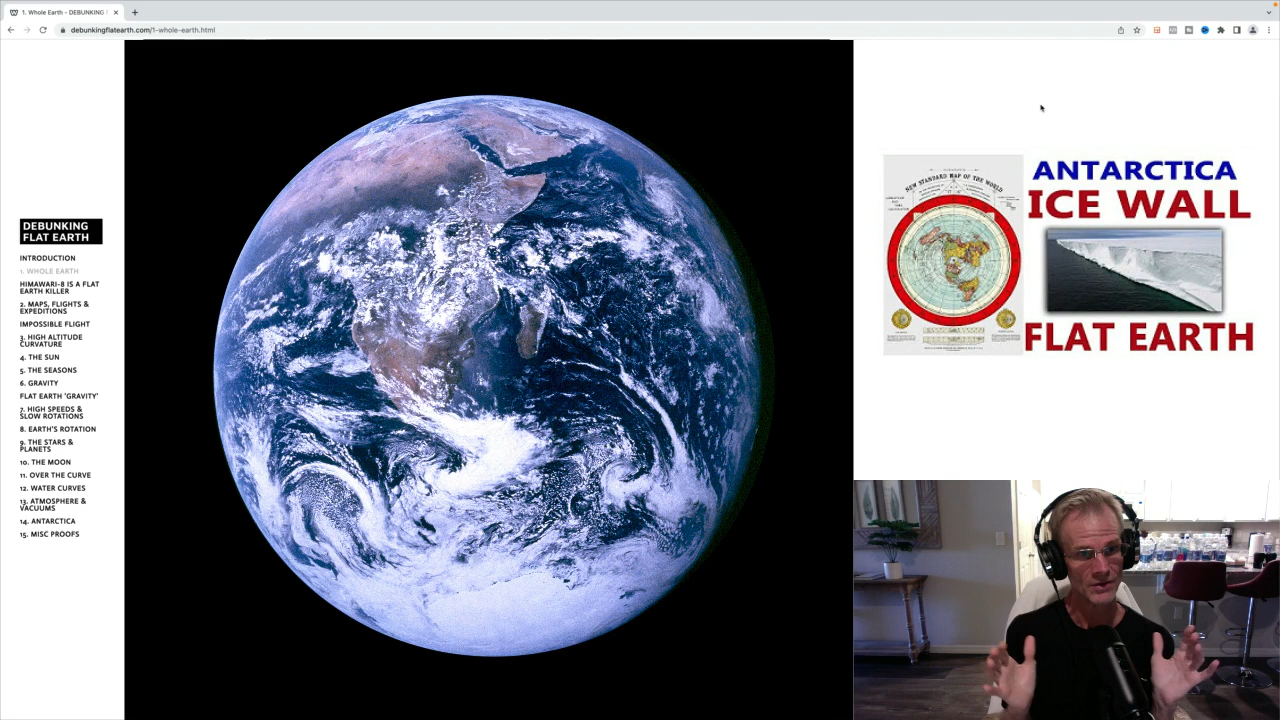 1. Whole Earth – DEBUNKING
debunkingflatearth.com/1-whole-earth.html
DEBUNKING
FLAT EARTH
INTRODUCTION
1. WHOLE EARTH
HIMAWARI-8 IS A FLAT
EARTH KILLER
2. MAPS, FLIGHTS &
EXPEDITIONS
IMPOSSIBLE FLIGHT
3. HIGH ALTITUDE
CURVATURE
4. THE SUN
5. THE SEASONS
6. GRAVITY
FLAT EARTH 'GRAVITY'
7. HIGH SPEEDS &
SLOW ROTATIONS
8. EARTH'S ROTATION
9. THE STARS &
PLANETS
10. THE MOON
11. OVER THE CURVE
12. WATER CURVES
13. ATMOSPHERE &
VACUUMS
14. ANTARCTICA
15. MISC PROOFS
NEW STANDARD MAP OF THE WORLD
ANTARCTICA
ICE WALL
FLAT EARTH